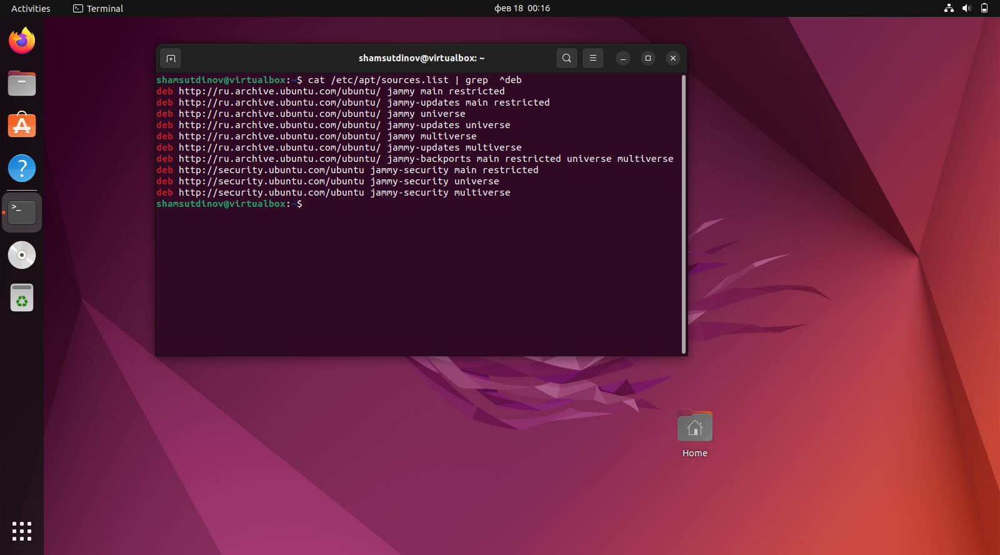 Activities
Terminal
фев 18 00:16
shamsutdinov@virtualbox: ~
shamsutdinov@virtualbox:~$ cat /etc/apt/sources.list | grep  ^deb
deb http://ru.archive.ubuntu.com/ubuntu/ jammy main restricted
deb http://ru.archive.ubuntu.com/ubuntu/ jammy-updates main restricted
deb http://ru.archive.ubuntu.com/ubuntu/ jammy universe
deb http://ru.archive.ubuntu.com/ubuntu/ jammy-updates universe
deb http://ru.archive.ubuntu.com/ubuntu/ jammy multiverse
deb http://ru.archive.ubuntu.com/ubuntu/ jammy-updates multiverse
deb http://ru.archive.ubuntu.com/ubuntu/ jammy-backports main restricted universe multiverse
deb http://security.ubuntu.com/ubuntu jammy-security main restricted
deb http://security.ubuntu.com/ubuntu jammy-security universe
deb http://security.ubuntu.com/ubuntu jammy-security multiverse
shamsutdinov@virtualbox:~$
Home